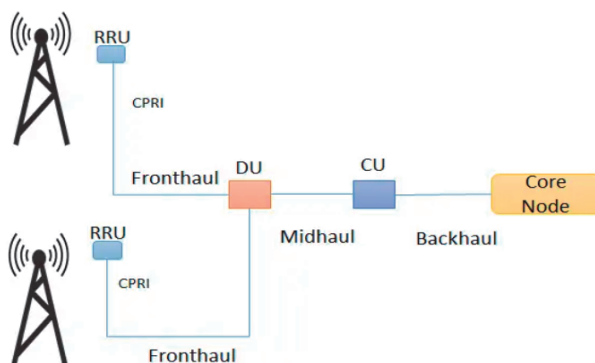 RRU
CPRI
Fronthaul
DU
CU
Core
Node
Midhaul
Backhaul
RRU
CPRI
Fronthaul